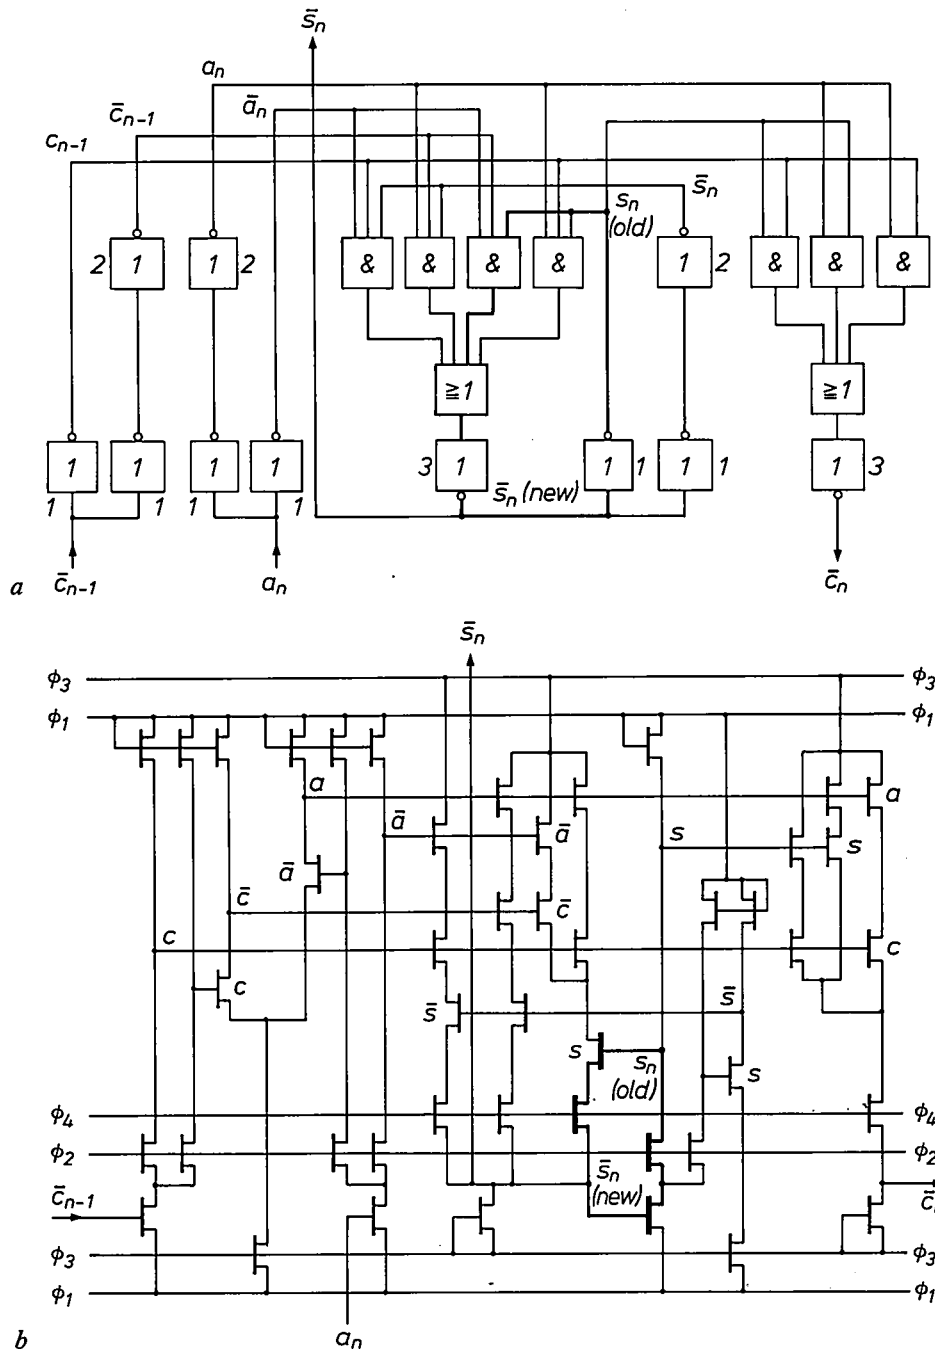 s̄ₙ
aₙ
āₙ
c̄ₙ₋₁
cₙ₋₁
s̄ₙ
sₙ
(old)
2 1 1 2 & & & & 1 2 & & &
≧1 ≧1
1 1 1 1 3 1 1 1 1 1 1 3
1 1 1 1 s̄ₙ (new)
a c̄ₙ₋₁ aₙ c̄ₙ
s̄ₙ
ϕ₃ ϕ₃
ϕ₁ ϕ₁
a a
ā ā s s
ā
c̄ c̄
c c
c s̄ s̄
s sₙ s
(old)
ϕ₄ ϕ₄
ϕ₂ ϕ₂
c̄ₙ₋₁ s̄ₙ
(new)
ϕ₃ ϕ₃
ϕ₁ ϕ₁
b aₙ